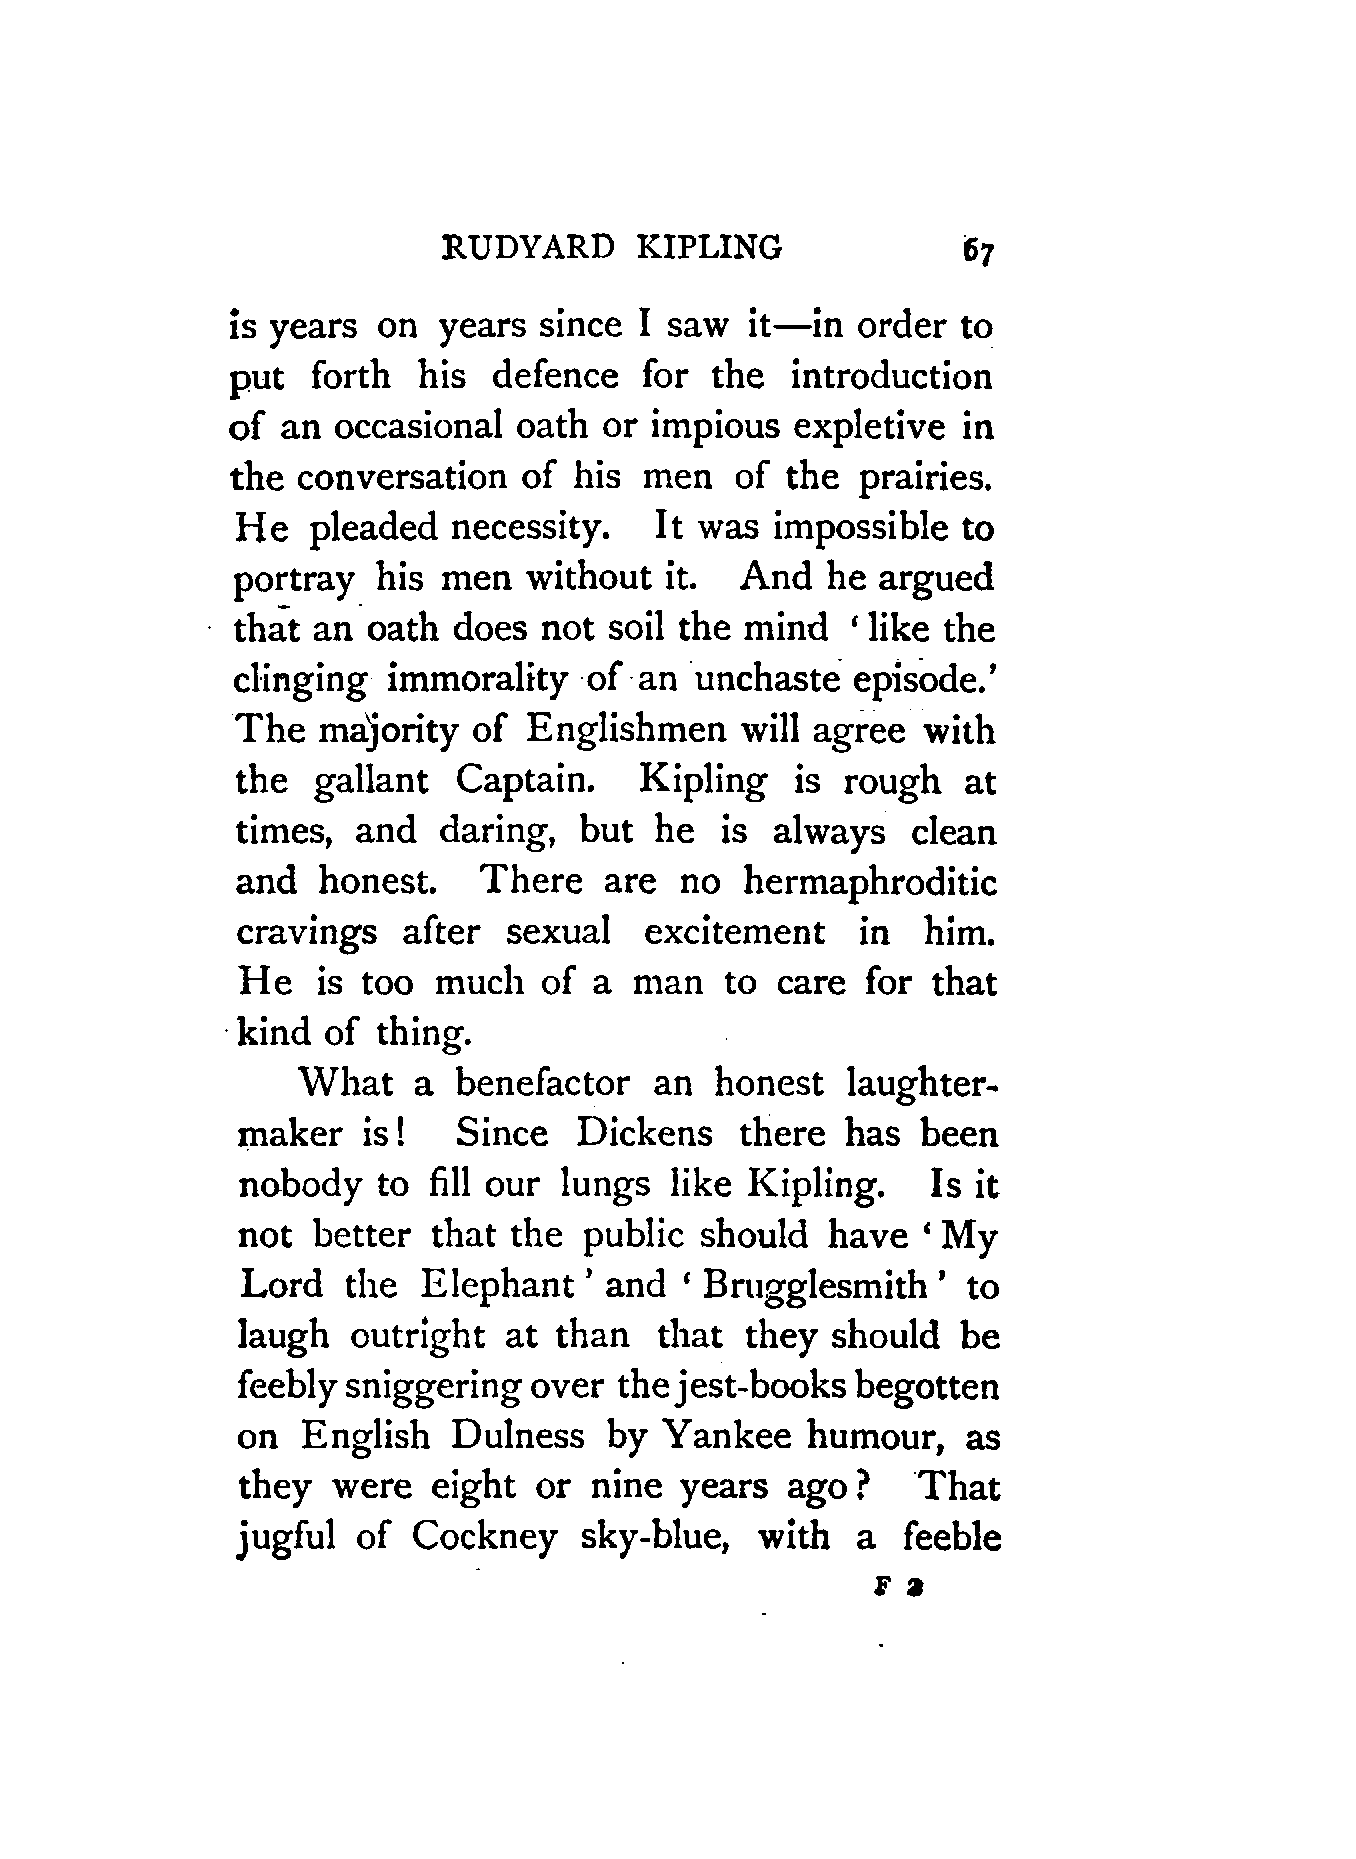 RUDYARD KIPLING 67
is years on years since I saw it—in order to
put forth his defence for the introduction
of an occasional oath or impious expletive in
the conversation of his men of the prairies.
He pleaded necessity. It was impossible to
portray his men without it. And he argued
that an oath does not soil the mind ‘like the
clinging immorality of an unchaste episode.’
The majority of Englishmen will agree with
the gallant Captain. Kipling is rough at
times, and daring, but he is always clean
and honest. There are no hermaphroditic
cravings after sexual excitement in him.
He is too much of a man to care for that
kind of thing.
What a benefactor an honest laughter-
maker is! Since Dickens there has been
nobody to fill our lungs like Kipling. Is it
not better that the public should have ‘My
Lord the Elephant’ and ‘Brugglesmith’ to
laugh outright at than that they should be
feebly sniggering over the jest-books begotten
on English Dulness by Yankee humour, as
they were eight or nine years ago? That
jugful of Cockney sky-blue, with a feeble
F 2